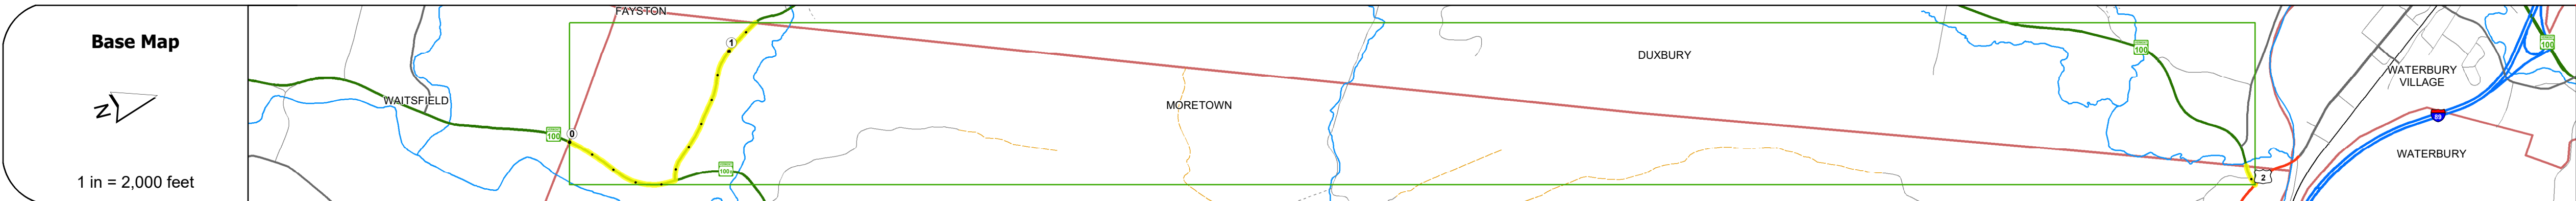 Base Map
N
1 in = 2,000 feet
FAYSTON
WAITSFIELD
100
0
1
100
MORETOWN
DUXBURY
100
2
WATERBURY
VILLAGE
89
100
WATERBURY